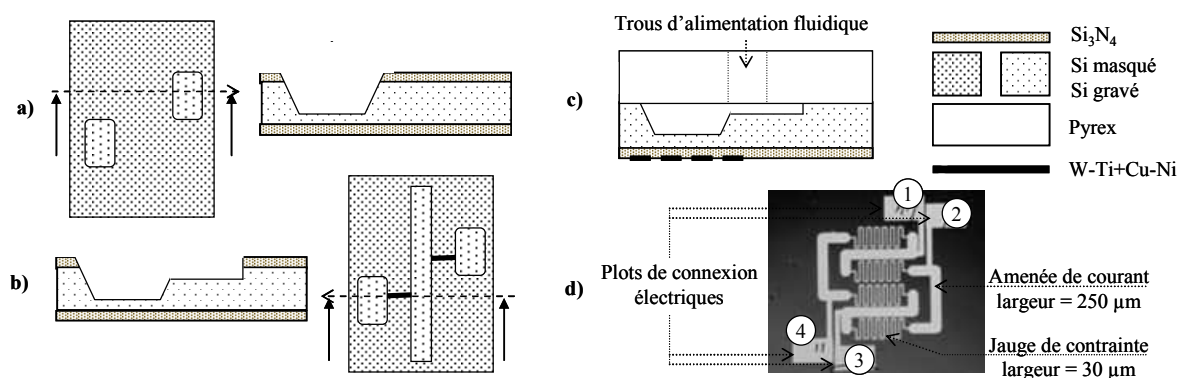 a)
b)
Trous d'alimentation fluidique
c)
Si₃N₄
Si masqué
Si gravé
Pyrex
W-Ti+Cu-Ni
d)
Plots de connexion
électriques
1
2
3
4
Amenée de courant
largeur = 250 µm
Jauge de contrainte
largeur = 30 µm